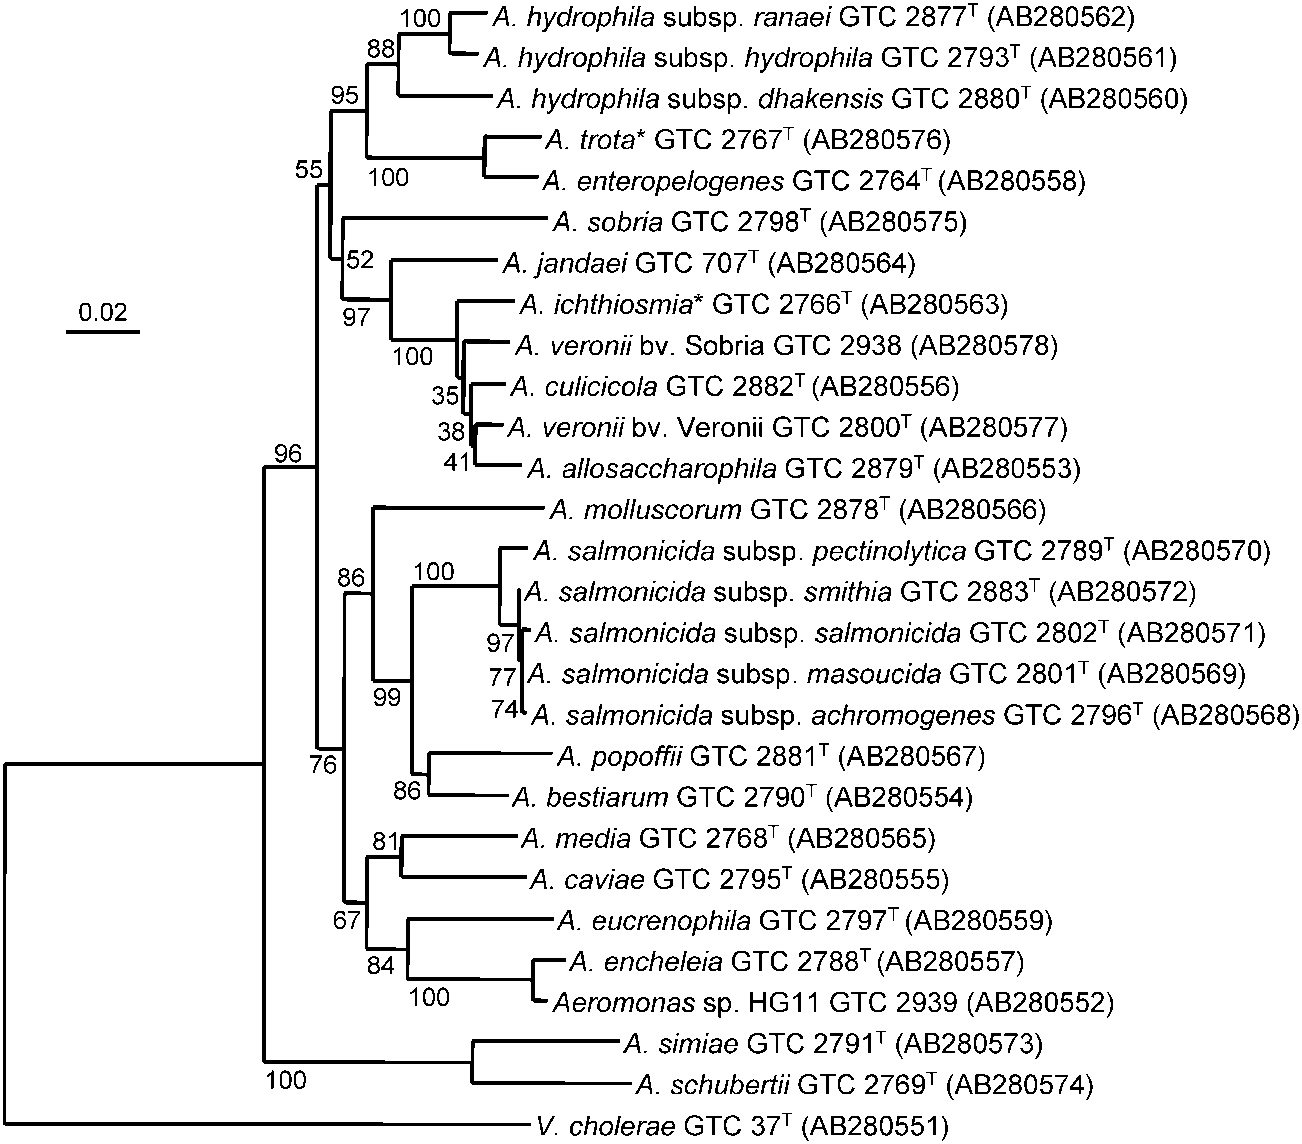 100 A. hydrophila subsp. ranaei GTC 2877T (AB280562)
88 A. hydrophila subsp. hydrophila GTC 2793T (AB280561)
95 A. hydrophila subsp. dhakensis GTC 2880T (AB280560)
A. trota* GTC 2767T (AB280576)
55 100 A. enteropelogenes GTC 2764T (AB280558)
A. sobria GTC 2798T (AB280575)
52 A. jandaei GTC 707T (AB280564)
0.02 97 A. ichthiosmia* GTC 2766T (AB280563)
100 A. veronii bv. Sobria GTC 2938 (AB280578)
35 A. culicicola GTC 2882T (AB280556)
38 A. veronii bv. Veronii GTC 2800T (AB280577)
96 41 A. allosaccharophila GTC 2879T (AB280553)
A. molluscorum GTC 2878T (AB280566)
A. salmonicida subsp. pectinolytica GTC 2789T (AB280570)
86 100 A. salmonicida subsp. smithia GTC 2883T (AB280572)
97 A. salmonicida subsp. salmonicida GTC 2802T (AB280571)
99 77 A. salmonicida subsp. masoucida GTC 2801T (AB280569)
74 A. salmonicida subsp. achromogenes GTC 2796T (AB280568)
76 A. popoffii GTC 2881T (AB280567)
86 A. bestiarum GTC 2790T (AB280554)
81 A. media GTC 2768T (AB280565)
A. caviae GTC 2795T (AB280555)
67 A. eucrenophila GTC 2797T (AB280559)
84 A. encheleia GTC 2788T (AB280557)
100 Aeromonas sp. HG11 GTC 2939 (AB280552)
A. simiae GTC 2791T (AB280573)
100 A. schubertii GTC 2769T (AB280574)
V. cholerae GTC 37T (AB280551)